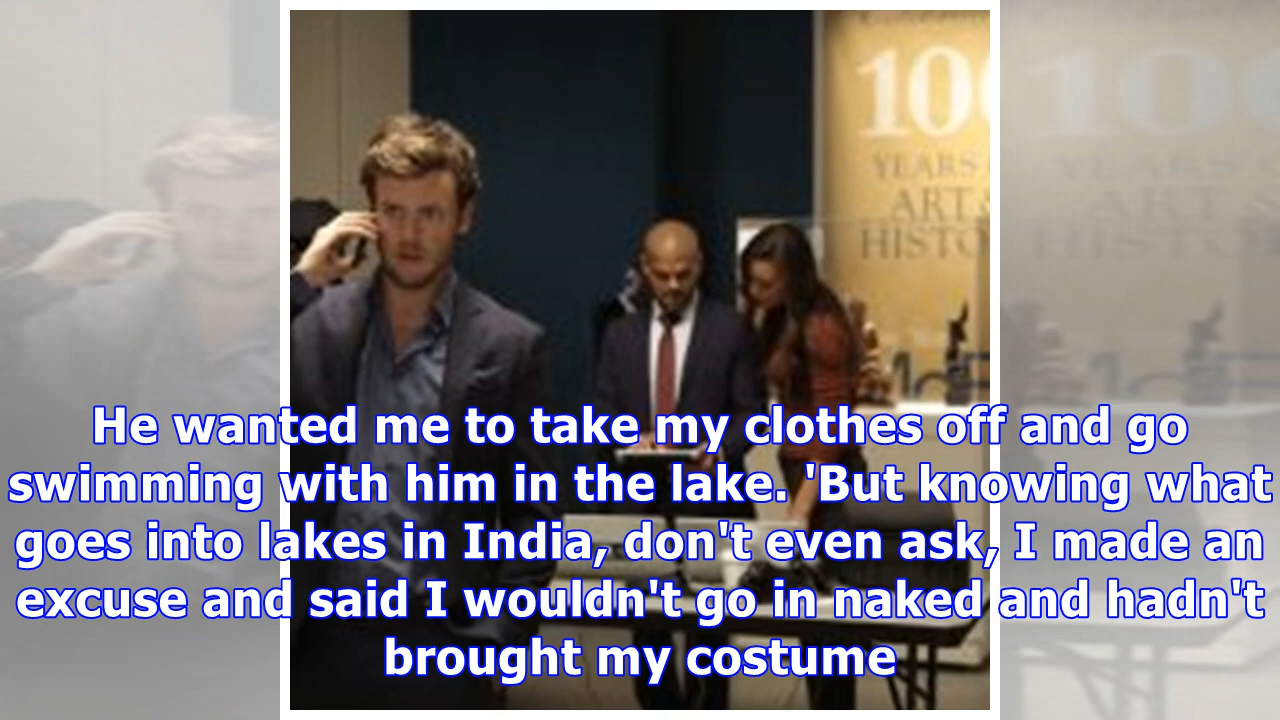 100
YEARS
ART &
HISTO
He wanted me to take my clothes off and go
swimming with him in the lake. 'But knowing what
goes into lakes in India, don't even ask, I made an
excuse and said I wouldn't go in naked and hadn't
brought my costume